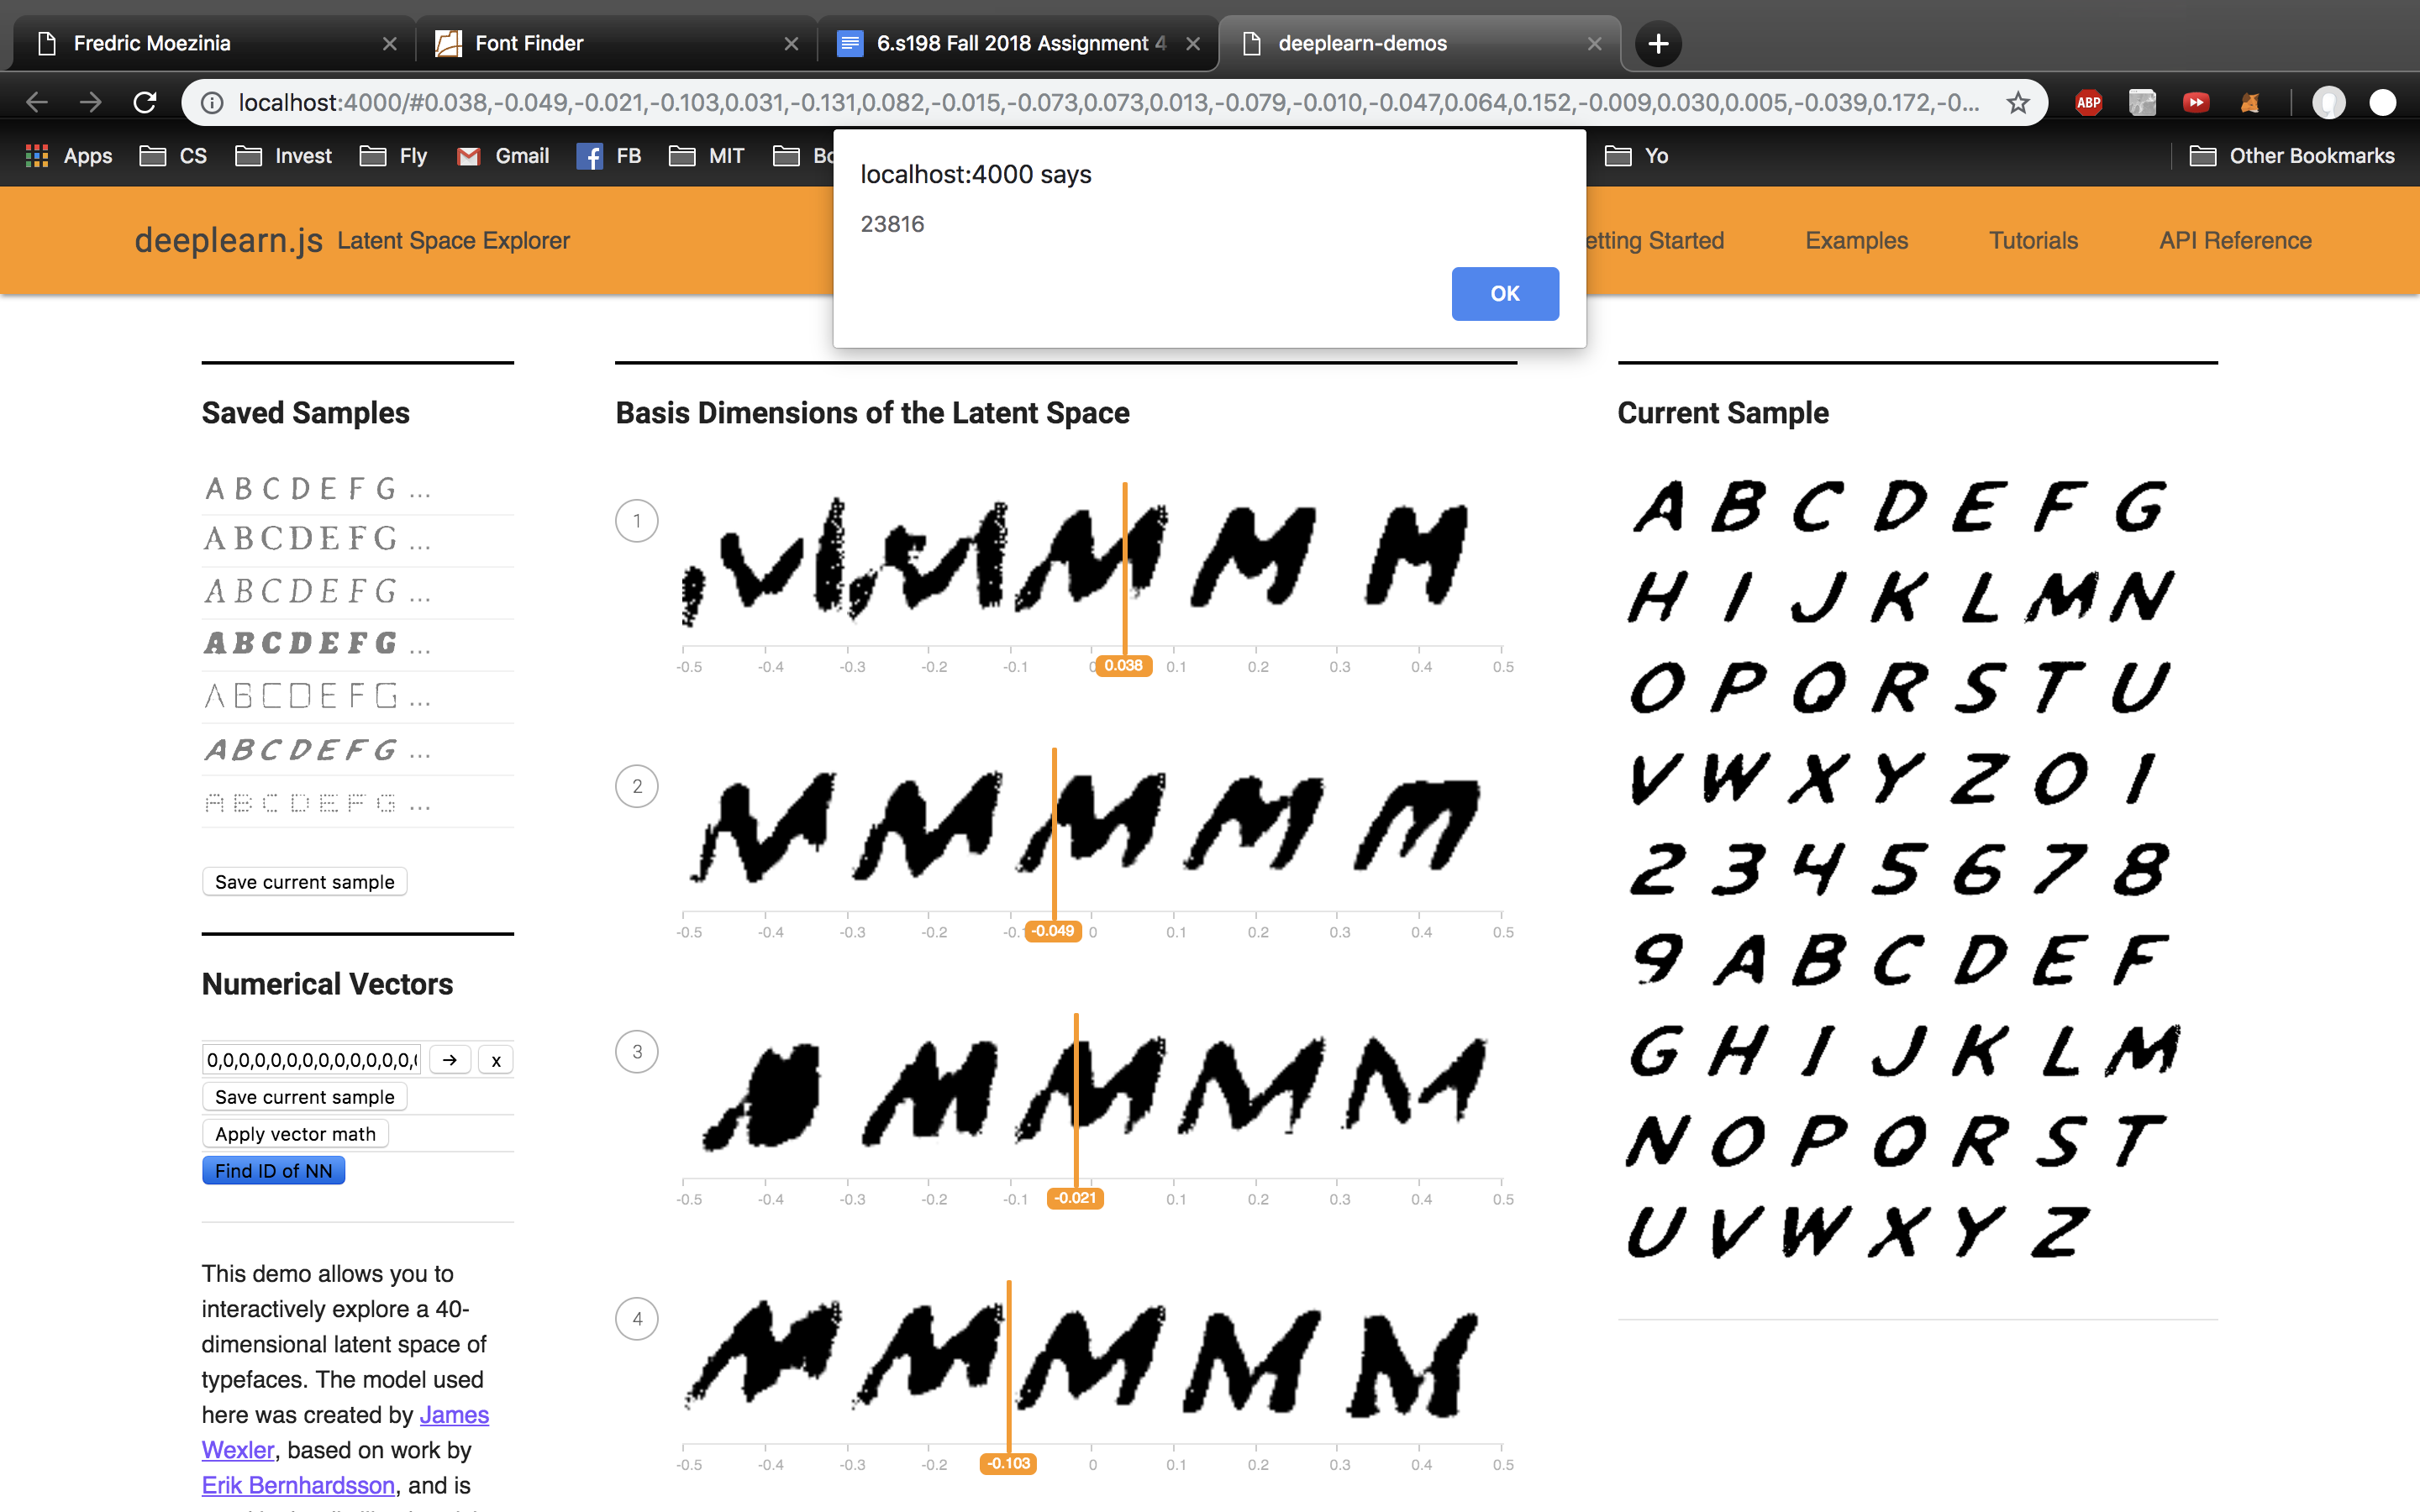 Fredric Moezinia
Font Finder
6.s198 Fall 2018 Assignment 4
deeplearn-demos
localhost:4000/#0.038,-0.049,-0.021,-0.103,0.031,-0.131,0.082,-0.015,-0.073,0.073,0.013,-0.079,-0.010,-0.047,0.064,0.152,-0.009,0.030,0.005,-0.039,0.172,-0...
ABP
Apps CS Invest Fly Gmail FB MIT Yo Other Bookmarks
localhost:4000 says
23816
OK
deeplearn.js Latent Space Explorer
Examples Tutorials API Reference
Started
Saved Samples
A B C D E F G ...
A B C D E F G ...
A B C D E F G ...
A B C D E F G ...
A B C D E F G ...
A B C D E F G ...
A B C D E F G ...
Save current sample
Numerical Vectors
0,0,0,0,0,0,0,0,0,0,0,0,0, → x
Save current sample
Apply vector math
Find ID of NN
This demo allows you to
interactively explore a 40-
dimensional latent space of
typefaces. The model used
here was created by James
Wexler, based on work by
Erik Bernhardsson, and is
Basis Dimensions of the Latent Space
1
M M M
-0.5 -0.4 -0.3 -0.2 -0.1 0.038 0.1 0.2 0.3 0.4 0.5
2
M M M M M
-0.5 -0.4 -0.3 -0.2 -0.049 0 0.1 0.2 0.3 0.4 0.5
3
M M M M
-0.5 -0.4 -0.3 -0.2 -0.1 -0.021 0.1 0.2 0.3 0.4 0.5
4
M M M M M
-0.5 -0.4 -0.3 -0.2 -0.103 0 0.1 0.2 0.3 0.4 0.5
Current Sample
A B C D E F G
H I J K L M N
O P Q R S T U
V W X Y Z 0 1
2 3 4 5 6 7 8
9 A B C D E F
G H I J K L M
N O P Q R S T
U V W X Y Z